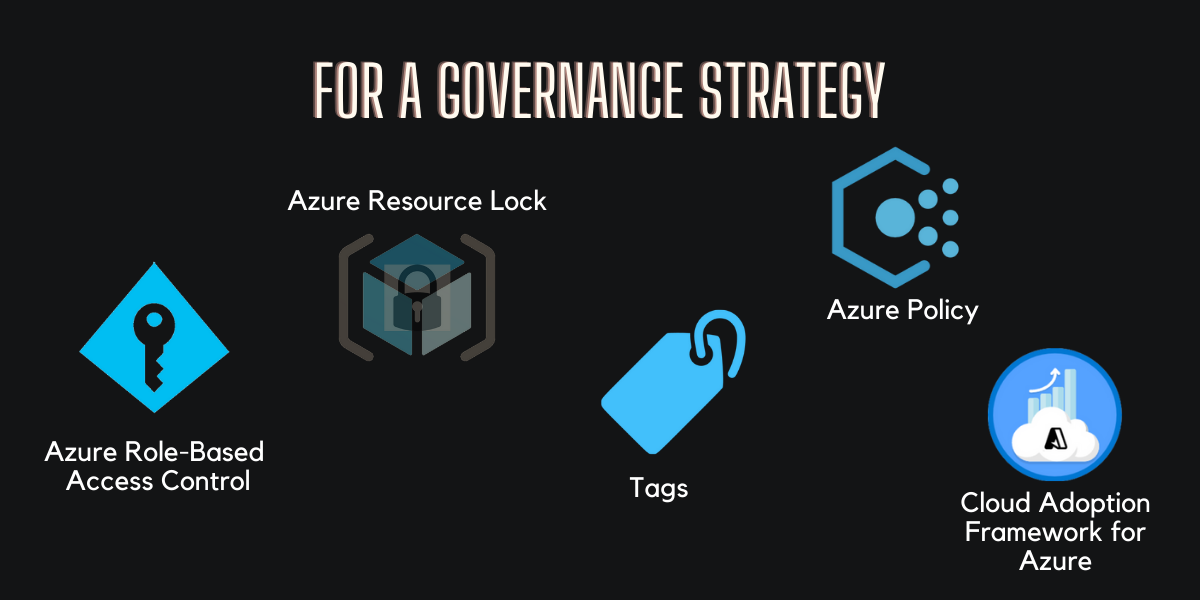 FOR A GOVERNANCE STRATEGY
Azure Resource Lock
Azure Policy
Azure Role-Based
Access Control
Tags
Cloud Adoption
Framework for
Azure